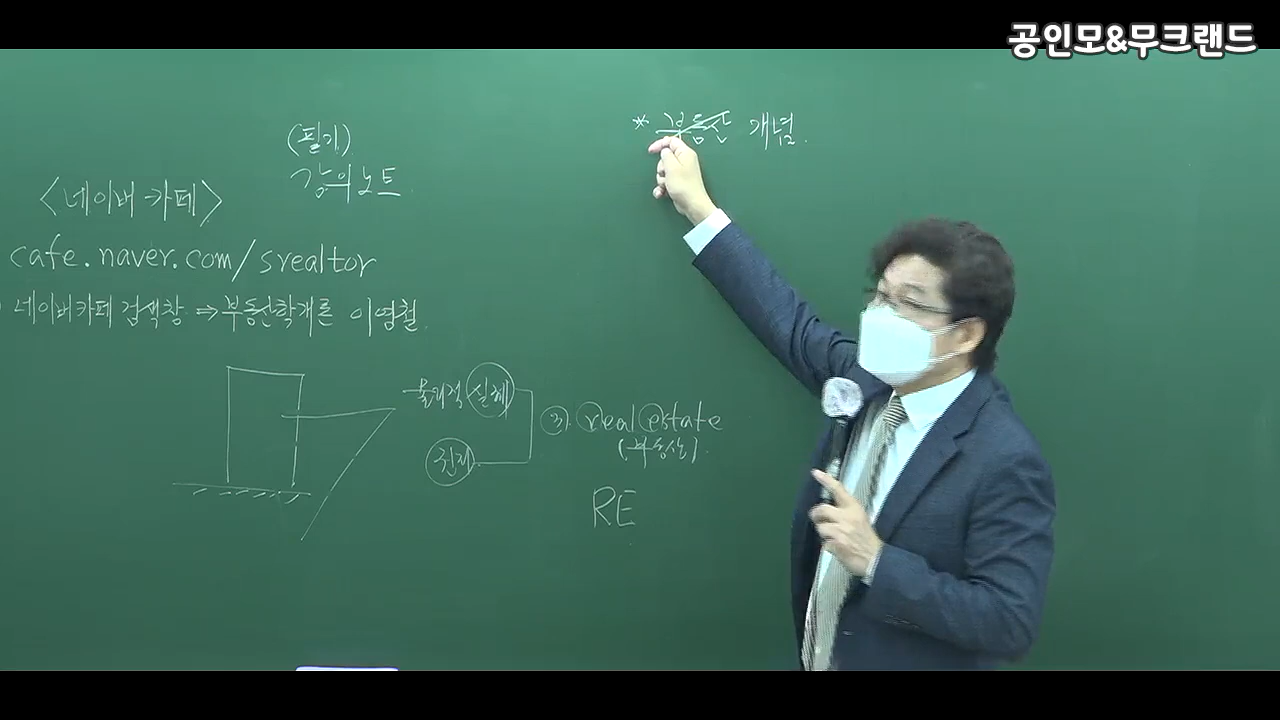 공인모&무크랜드
(필기)
강의노트
* 부동산 개념.
<네이버 카페>
cafe.naver.com/srealtor
네이버카페 검색창 ⇒ 부동산학개론 이영철
물리적 실체
③. real estate
(부동산).
권리
RE